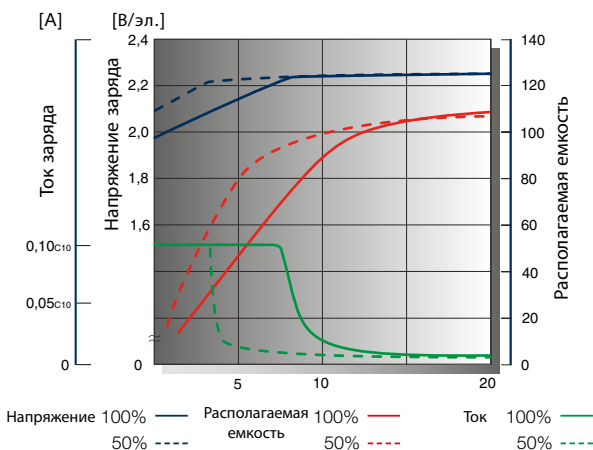 [A] [В/эл.]
2,4 140
2,2 120
2,0 100
1,8 80
1,6 60
0,10C10 40
0,05C10 20
0 0 0
Ток заряда
Напряжение заряда
Располагаемая емкость
5 10 20
Напряжение 100% Располагаемая емкость 100% Ток 100%
50% 50% 50%